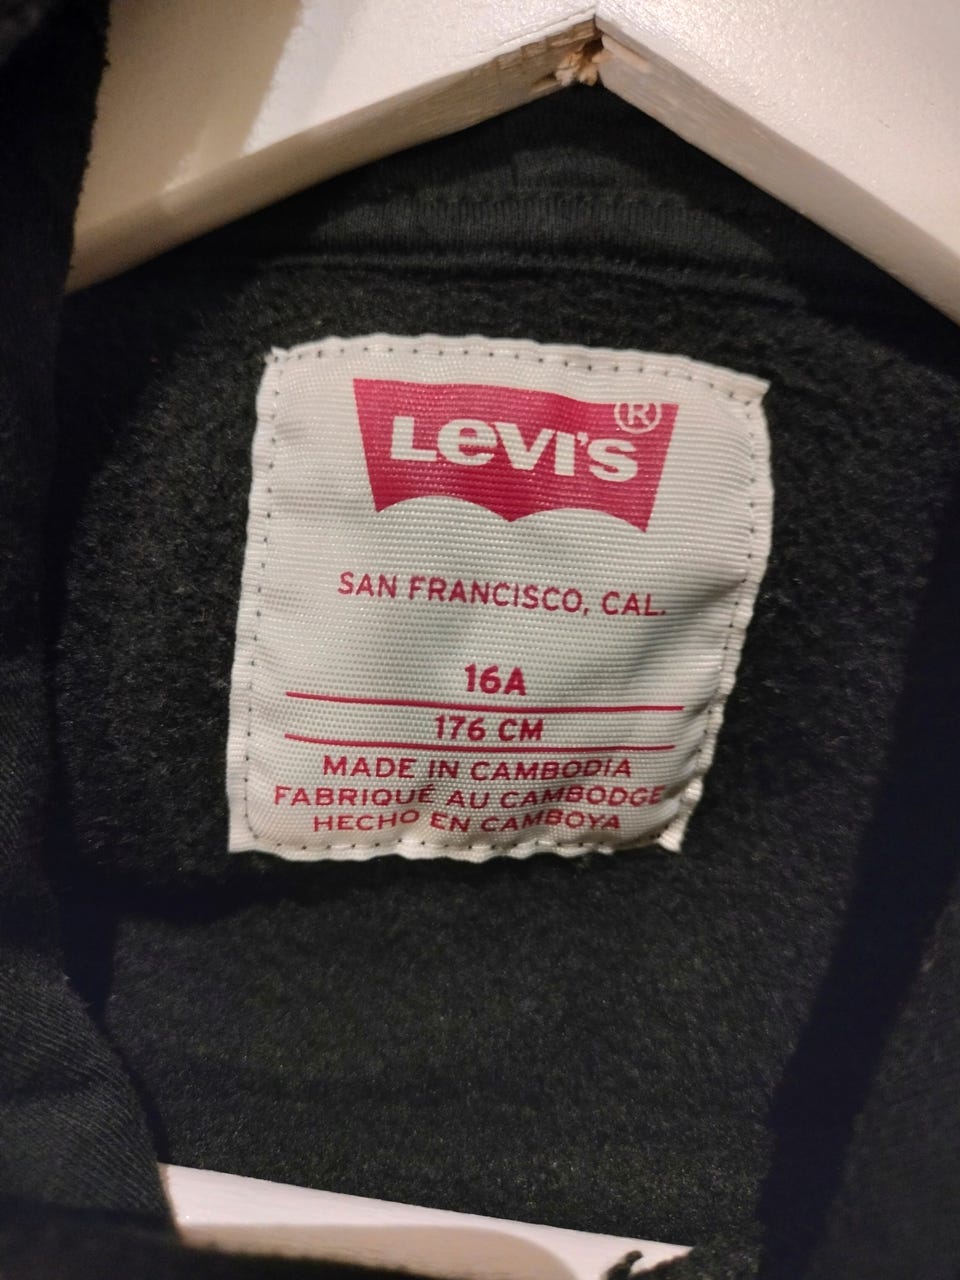 Levi's®
SAN FRANCISCO, CAL.
16A
176 CM
MADE IN CAMBODIA
FABRIQUÉ AU CAMBODGE
HECHO EN CAMBOYA